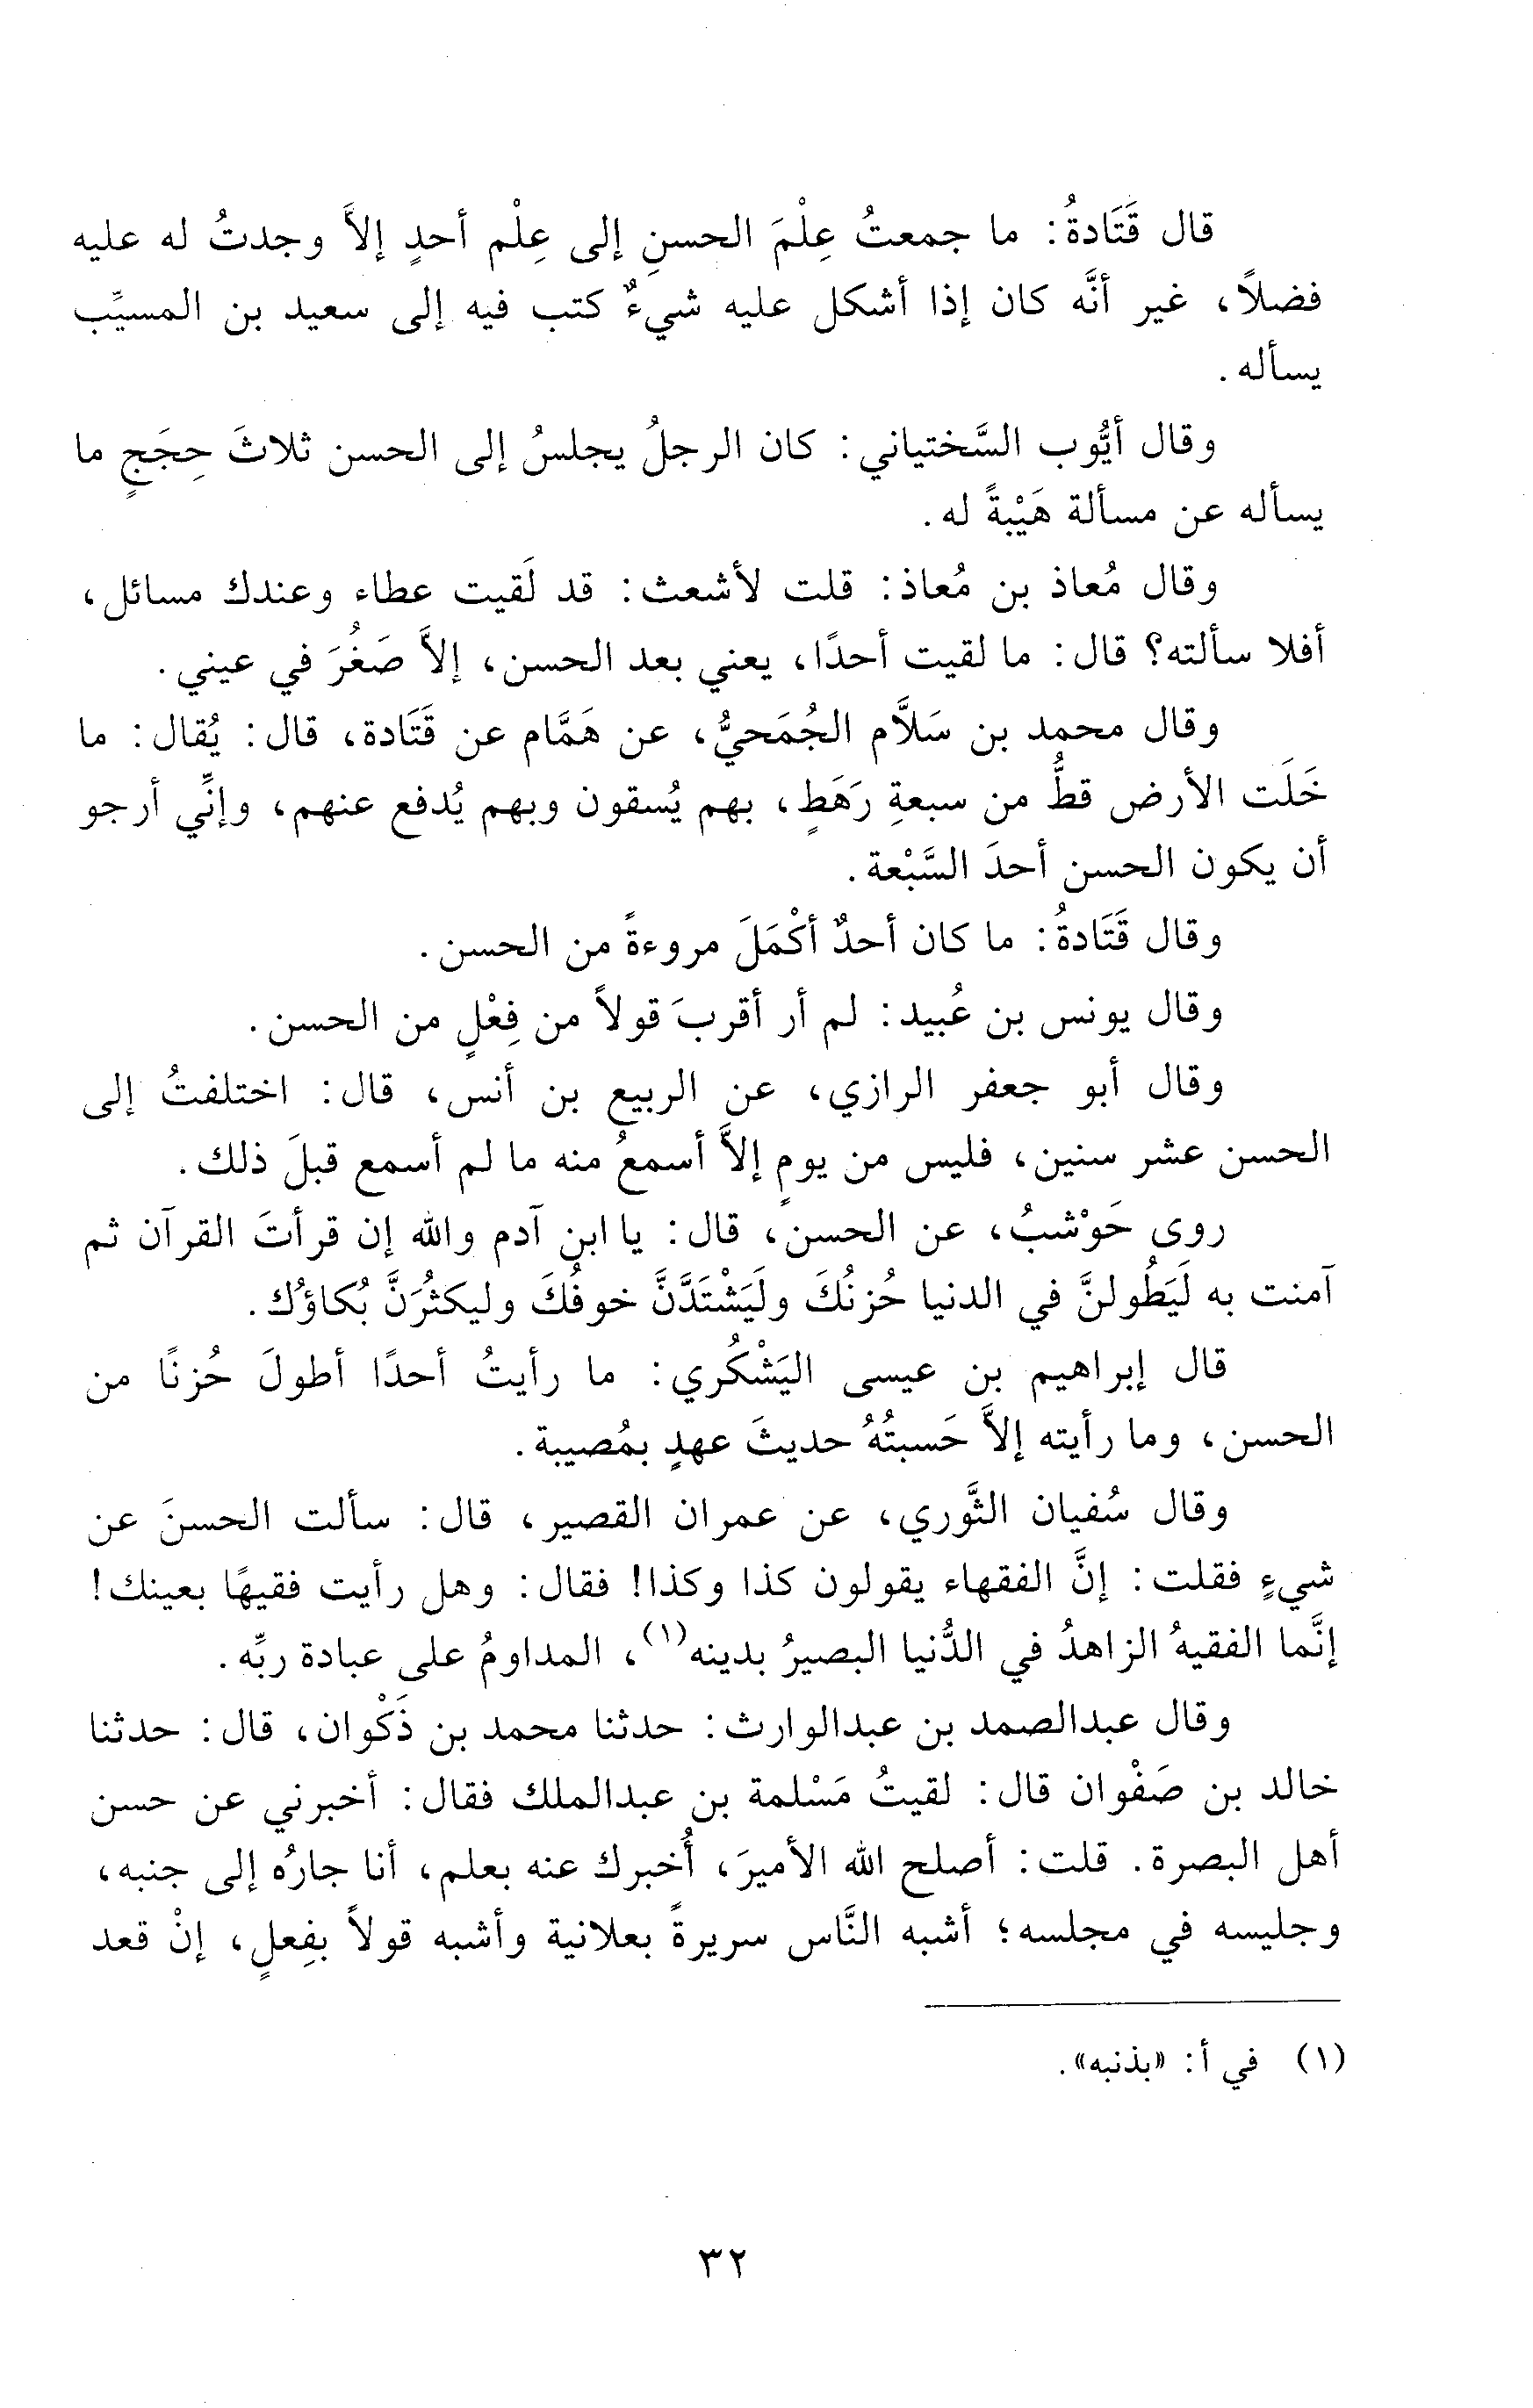 قال قَتَادةُ: ما جمعتُ عِلْمَ الحسنِ إلى عِلْم أحدٍ إلاَّ وجدتُ له عليه
فضلاً، غير أنَّه كان إذا أشكل عليه شيءٌ كتب فيه إلى سعيد بن المسيِّب
يسأله.
وقال أيُّوب السَّختياني: كان الرجلُ يجلسُ إلى الحسن ثلاثَ حِجَجٍ ما
يسأله عن مسألة هَيْبةً له.
وقال مُعاذ بن مُعاذ: قلت لأشعث: قد لَقيت عطاء وعندك مسائل،
أفلا سألته؟ قال: ما لقيت أحدًا، يعني بعد الحسن، إلاَّ صَغُرَ في عيني.
وقال محمد بن سَلاَّم الجُمَحيُّ، عن هَمَّام عن قَتَادة، قال: يُقال: ما
خَلَت الأرض قطُّ من سبعةِ رَهَطٍ، بهم يُسقون وبهم يُدفع عنهم، وإنِّي أرجو
أن يكون الحسن أحدَ السَّبْعة.
وقال قَتَادةُ: ما كان أحدٌ أكْمَلَ مروءةً من الحسن.
وقال يونس بن عُبيد: لم أر أقربَ قولاً من فِعْلٍ من الحسن.
وقال أبو جعفر الرازي، عن الربيع بن أنس، قال: اختلفتُ إلى
الحسن عشر سنين، فليس من يومٍ إلاَّ أسمعُ منه ما لم أسمع قبلَ ذلك.
روى حَوْشبُ، عن الحسن، قال: يا ابن آدم والله إن قرأتَ القرآن ثم
آمنت به لَيَطُولنَّ في الدنيا حُزنُكَ ولَيَشْتَدَّنَّ خوفُكَ وليكثُرَنَّ بُكاؤُك.
قال إبراهيم بن عيسى اليَشْكُري: ما رأيتُ أحدًا أطولَ حُزنًا من
الحسن، وما رأيته إلاَّ حَسبتُهُ حديثَ عهدٍ بمُصيبة.
وقال سُفيان الثَّوري، عن عمران القصير، قال: سألت الحسنَ عن
شيءٍ فقلت: إنَّ الفقهاء يقولون كذا وكذا! فقال: وهل رأيت فقيهًا بعينك!
إنَّما الفقيهُ الزاهدُ في الدُّنيا البصيرُ بدينه(١)، المداومُ على عبادة ربِّه.
وقال عبدالصمد بن عبدالوارث: حدثنا محمد بن ذَكْوان، قال: حدثنا
خالد بن صَفْوان قال: لقيتُ مَسْلمة بن عبدالملك فقال: أخبرني عن حسن
أهل البصرة. قلت: أصلح الله الأميرَ، أُخبرك عنه بعلم، أنا جارُه إلى جنبه،
وجليسه في مجلسه؛ أشبه النَّاس سريرةً بعلانية وأشبه قولاً بفِعلٍ، إنْ قعد
(١) في أ: «بذنبه».
٣٢